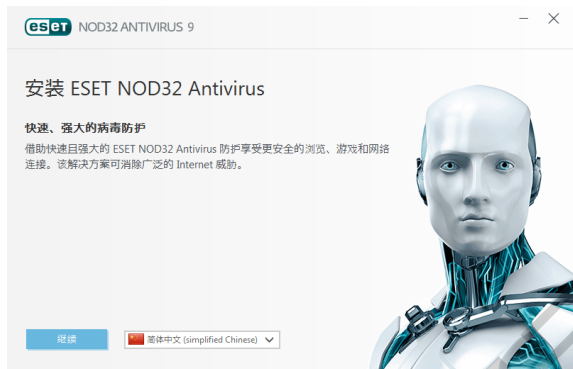 eset NOD32 ANTIVIRUS 9
安装 ESET NOD32 Antivirus
快速、强大的病毒防护
借助快速且强大的 ESET NOD32 Antivirus 防护享受更安全的浏览、游戏和网络
连接。该解决方案可消除广泛的 Internet 威胁。
继续
简体中文 (simplified Chinese)